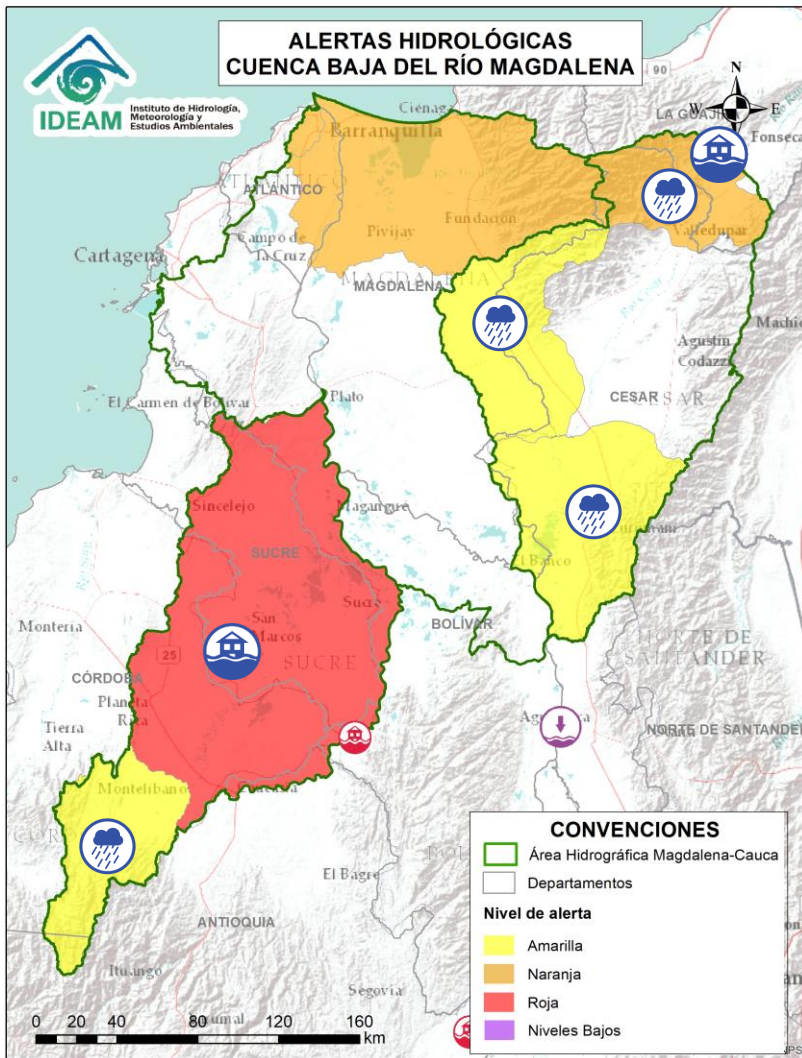 ALERTAS HIDROLÓGICAS
CUENCA BAJA DEL RÍO MAGDALENA
IDEAM
Instituto de Hidrología,
Meteorología y
Estudios Ambientales
N
W
E
90
Ciénaga
LA GUAJIRA
Barranquilla
Fonseca
ATLÁNTICO
Fundación
Pivijay
Valledupar
Campo de
la Cruz
Cartagena
MAGDALENA
MAGDALENA
Agustín
Codazzi
CESAR
CESAR
Plato
El Carmen de Bolívar
Sincelejo
Magangué
SUCRE
El Banco
Sucre
San
Marcos
BOLÍVAR
Montería
SUCRE
SANTANDER
25
CÓRDOBA
Planeta
Rica
Tierra
Alta
NORTE DE SANTANDER
Montelíbano
El Bagre
ANTIOQUIA
Ituango
Segovia
0 20 40 80 120 160
km
CONVENCIONES
Área Hidrográfica Magdalena-Cauca
Departamentos
Nivel de alerta
Amarilla
Naranja
Roja
Niveles Bajos